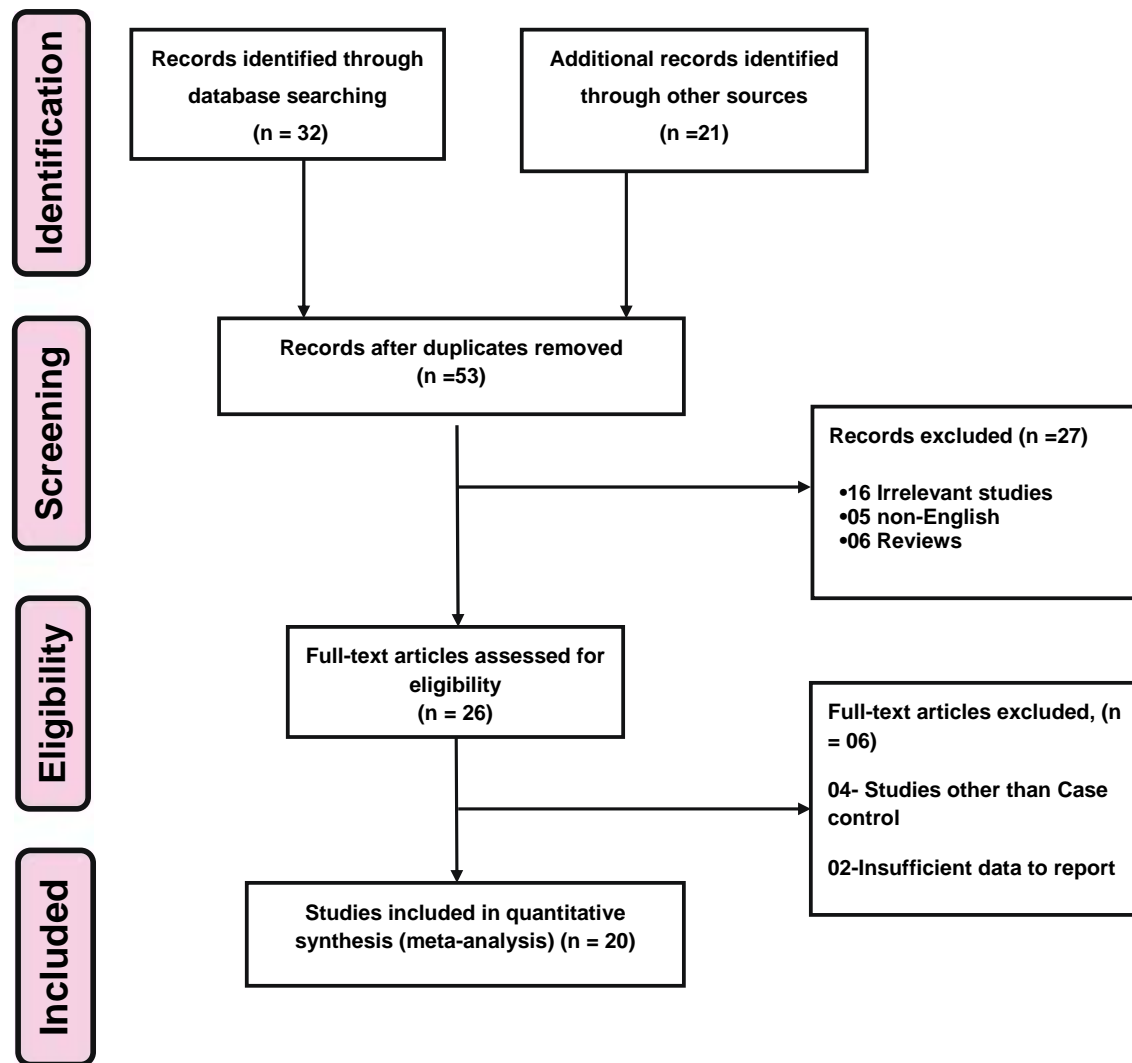 Identification
Records identified through
database searching
(n = 32)
Additional records identified
through other sources
(n =21)
Screening
Records after duplicates removed
(n =53)
Records excluded (n =27)
•16 Irrelevant studies
•05 non-English
•06 Reviews
Eligibility
Full-text articles assessed for
eligibility
(n = 26)
Full-text articles excluded, (n
= 06)
04- Studies other than Case
control
02-Insufficient data to report
Included
Studies included in quantitative
synthesis (meta-analysis) (n = 20)